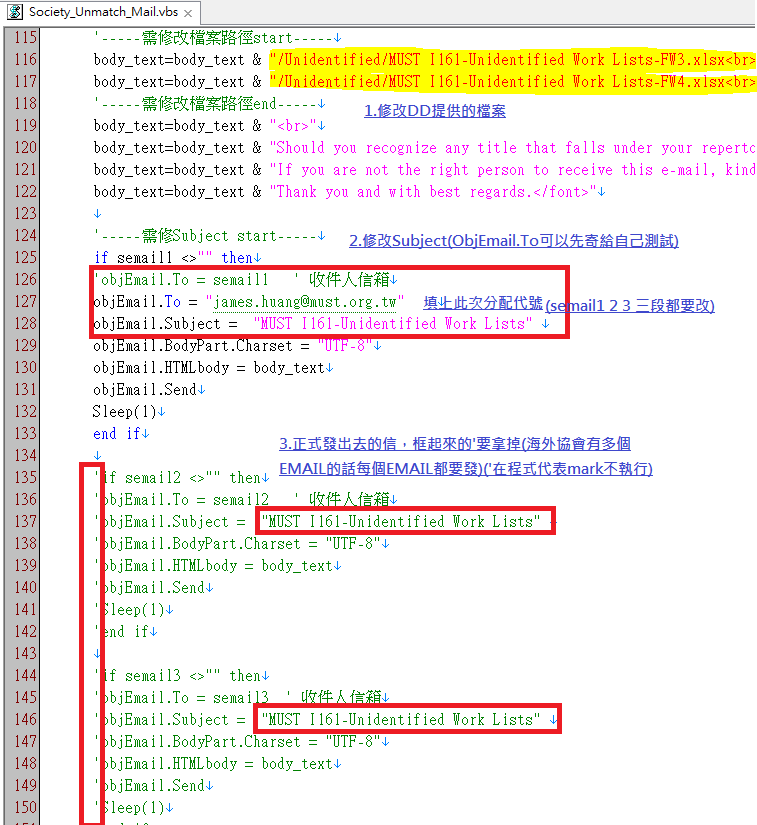 Society_Unmatch_Mail.vbs ×
115 '-----需修改檔案路徑start-----↓
116 body_text=body_text & "/Unidentified/MUST I161-Unidentified Work Lists-FW3.xlsx<br>
117 body_text=body_text & "/Unidentified/MUST I161-Unidentified Work Lists-FW4.xlsx<br>
118 '-----需修改檔案路徑end-----↓
1.修改DD提供的檔案
119 body_text=body_text & "<br>"↓
120 body_text=body_text & "Should you recognize any title that falls under your reperto
121 body_text=body_text & "If you are not the right person to receive this e-mail, kind
122 body_text=body_text & "Thank you and with best regards.</font>"↓
123 ↓
124 '-----需修Subject start-----↓
2.修改Subject(ObjEmail.To可以先寄給自己測試)
125 if semail1 <>"" then↓
126 'objEmail.To = semail1 ' 收件人信箱↓
127 objEmail.To = "james.huang@must.org.tw" 填上此次分配代號(semail1 2 3 三段都要改)
128 objEmail.Subject = "MUST I161-Unidentified Work Lists" ↓
129 objEmail.BodyPart.Charset = "UTF-8"↓
130 objEmail.HTMLbody = body_text↓
131 objEmail.Send↓
132 Sleep(1)↓
133 end if↓
3.正式發出去的信，框起來的'要拿掉(海外協會有多個
134 ↓
EMAIL的話每個EMAIL都要發)('在程式代表mark不執行)
135 'if semail2 <>"" then↓
136 'objEmail.To = semail2 ' 收件人信箱↓
137 'objEmail.Subject = "MUST I161-Unidentified Work Lists" ↓
138 'objEmail.BodyPart.Charset = "UTF-8"↓
139 'objEmail.HTMLbody = body_text↓
140 'objEmail.Send↓
141 'Sleep(1)↓
142 'end if↓
143 ↓
144 'if semail3 <>"" then↓
145 'objEmail.To = semail3 ' 收件人信箱↓
146 'objEmail.Subject = "MUST I161-Unidentified Work Lists" ↓
147 'objEmail.BodyPart.Charset = "UTF-8"↓
148 'objEmail.HTMLbody = body_text↓
149 'objEmail.Send↓
150 'Sleep(1)↓